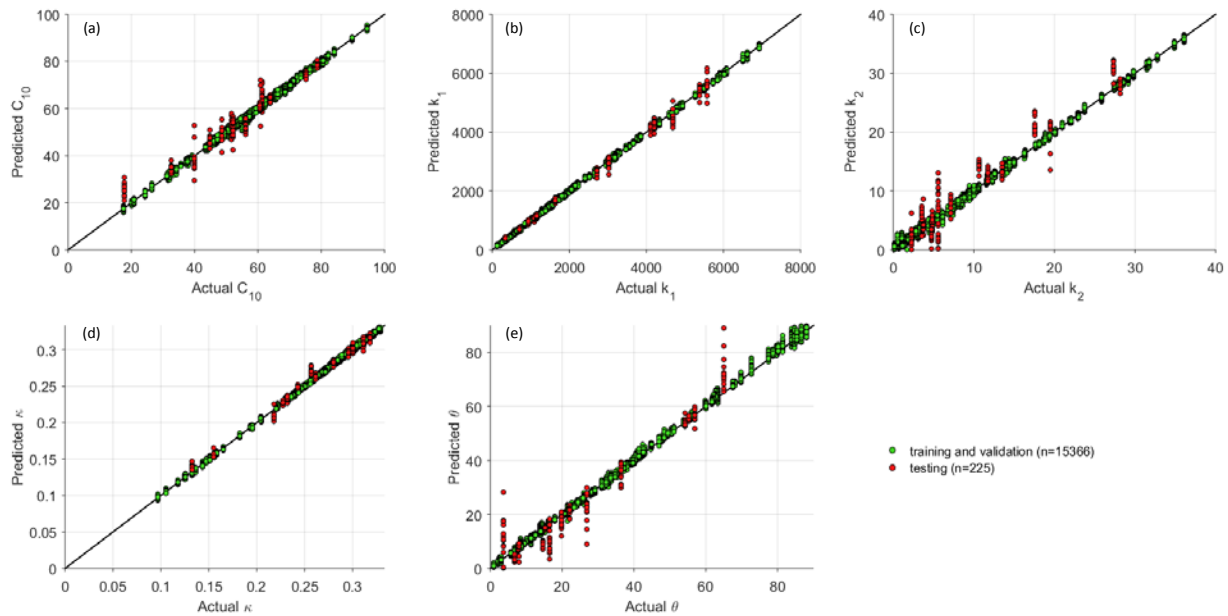 (a)
100
80
60
40
20
0
Predicted C10
0 20 40 60 80 100
Actual C10
(b)
8000
6000
4000
2000
0
Predicted k1
0 2000 4000 6000 8000
Actual k1
(c)
40
30
20
10
0
Predicted k2
0 10 20 30 40
Actual k2
(d)
0.3
0.25
0.2
0.15
0.1
0.05
0
Predicted κ
0 0.05 0.1 0.15 0.2 0.25 0.3
Actual κ
(e)
80
60
40
20
0
Predicted θ
0 20 40 60 80
Actual θ
training and validation (n=15366)
testing (n=225)